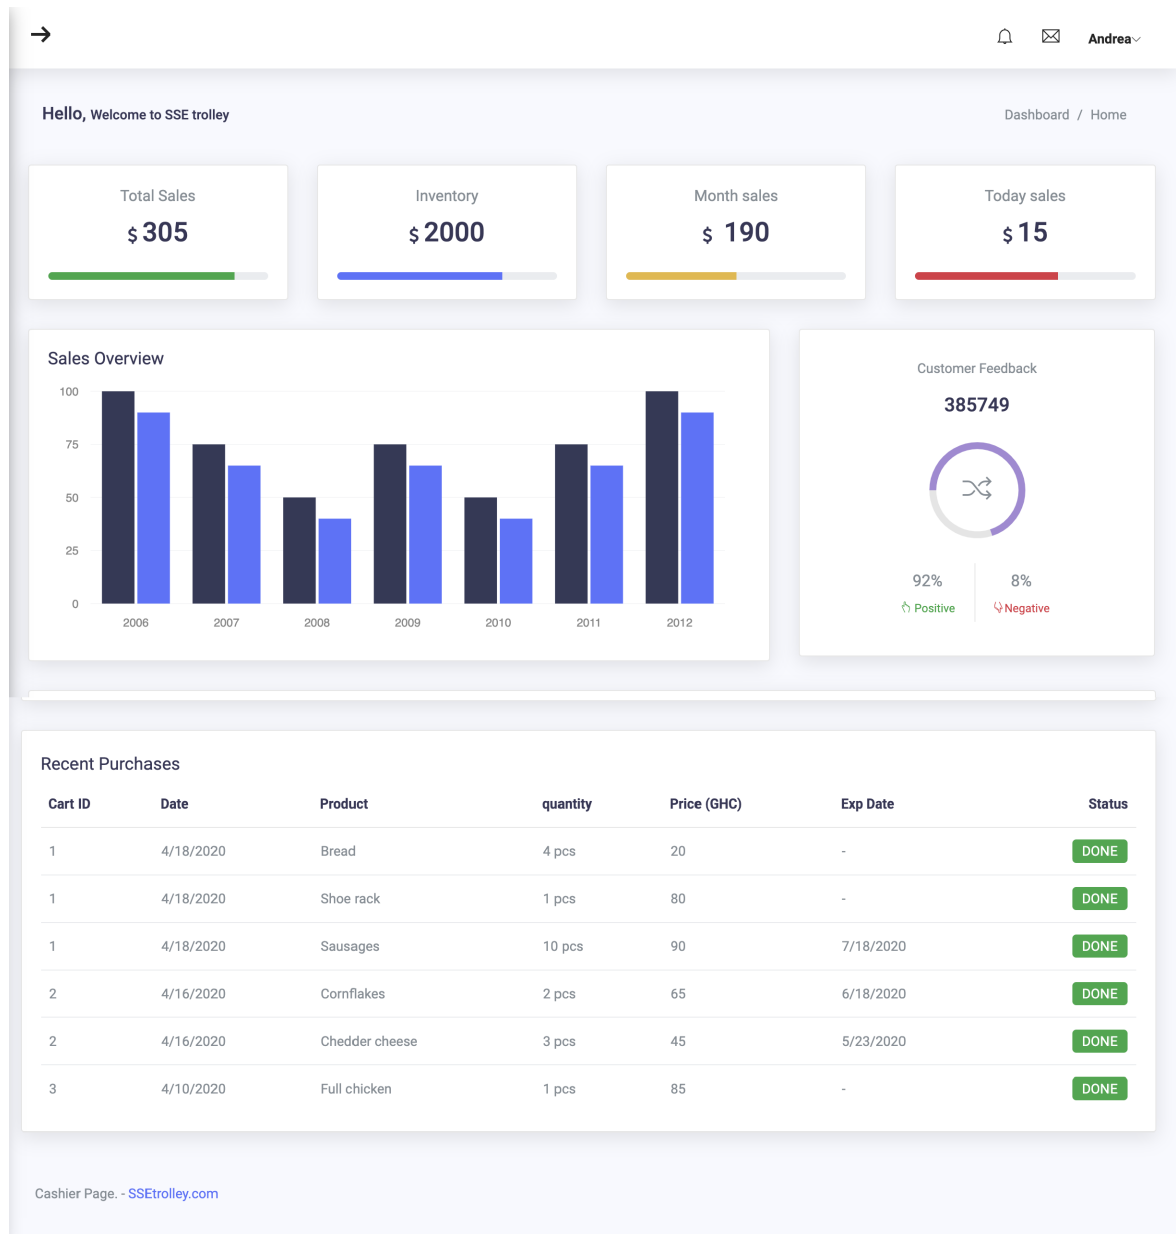 Andrea
Hello, Welcome to SSE trolley
Dashboard / Home
Total Sales
$ 305
Inventory
$ 2000
Month sales
$ 190
Today sales
$ 15
Sales Overview
100
75
50
25
0
2006 2007 2008 2009 2010 2011 2012
Customer Feedback
385749
92% 8%
Positive Negative
Recent Purchases
Cart ID Date Product quantity Price (GHC) Exp Date Status
1 4/18/2020 Bread 4 pcs 20 - DONE
1 4/18/2020 Shoe rack 1 pcs 80 - DONE
1 4/18/2020 Sausages 10 pcs 90 7/18/2020 DONE
2 4/16/2020 Cornflakes 2 pcs 65 6/18/2020 DONE
2 4/16/2020 Chedder cheese 3 pcs 45 5/23/2020 DONE
3 4/10/2020 Full chicken 1 pcs 85 - DONE
Cashier Page. - SSEtrolley.com